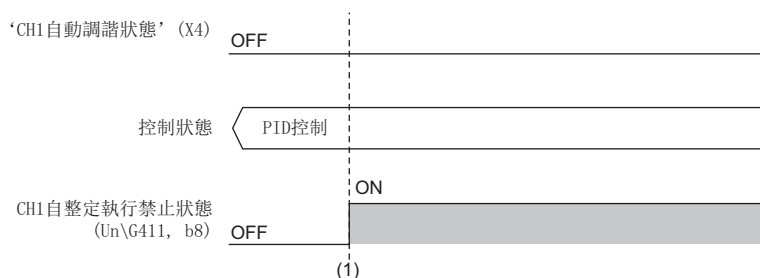 ‘CH1自動調諧狀態’(X4)
OFF
控制狀態
PID控制
ON
CH1自整定執行禁止狀態
(Un\G411, b8)
OFF
(1)